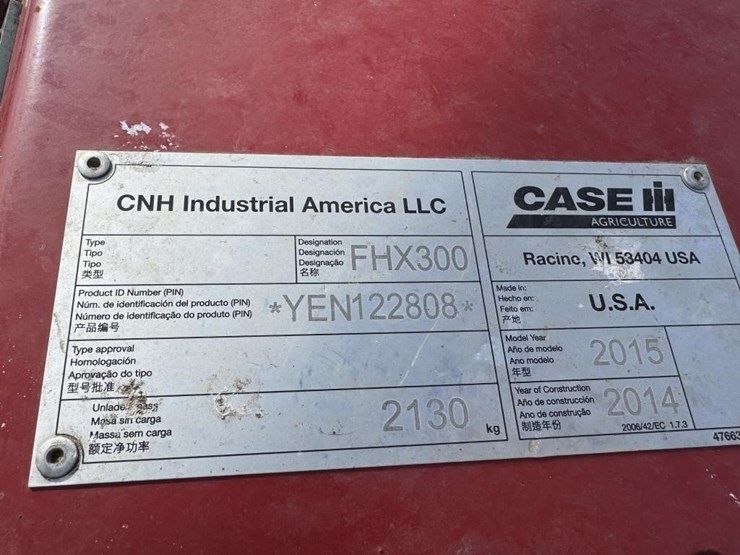 CNH Industrial America LLC
CASE IH
AGRICULTURE
Racine, WI 53404 USA
Type
Tipo
Tipo
类型
Designation
Designación
Designação
名称
FHX300
Made in:
Hecho en:
Feito em:
产地
U.S.A.
Product ID Number (PIN)
Núm. de identificación del producto (PIN)
Número de identificação do produto (PIN)
产品编号
*YEN122808*
Model Year
Año de modelo
Ano modelo
年型
2015
Type approval
Homologación
Aprovação do tipo
型号批准
Year of Construction
Año de construcción
Ano de construção
制造年份
2014
2006/42/EC 1.7.3
Unladen mass
Masa sin carga
Massa sem carga
额定净功率
2130 kg
47663